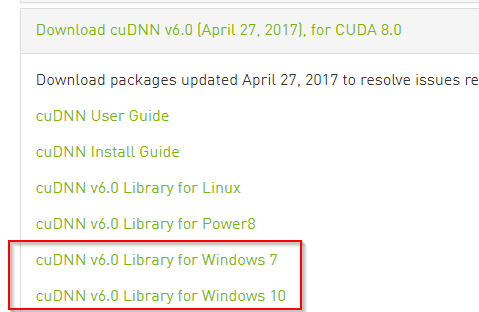 Download cuDNN v6.0 (April 27, 2017), for CUDA 8.0
Download packages updated April 27, 2017 to resolve issues re
cuDNN User Guide
cuDNN Install Guide
cuDNN v6.0 Library for Linux
cuDNN v6.0 Library for Power8
cuDNN v6.0 Library for Windows 7
cuDNN v6.0 Library for Windows 10